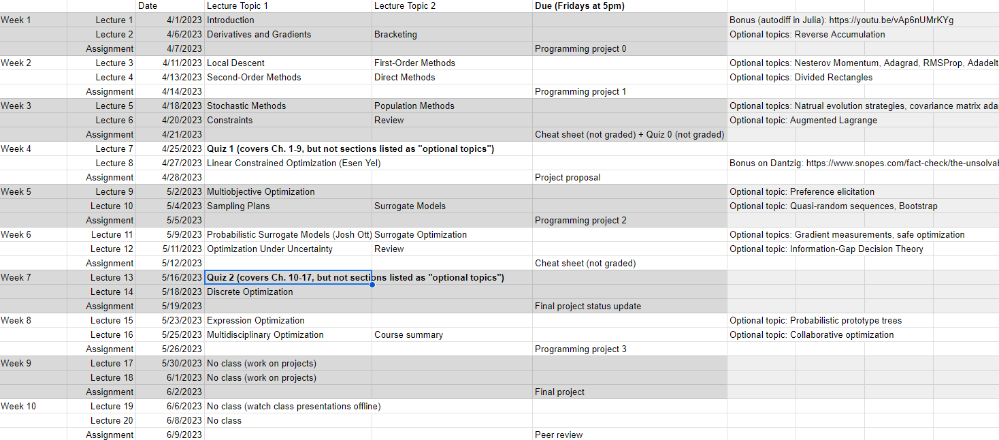 Date Lecture Topic 1 Lecture Topic 2 Due (Fridays at 5pm)
Week 1 Lecture 1 4/1/2023 Introduction Bonus (autodiff in Julia): https://youtu.be/vAp6nUMrKYg
Lecture 2 4/6/2023 Derivatives and Gradients Bracketing Optional topics: Reverse Accumulation
Assignment 4/7/2023 Programming project 0
Week 2 Lecture 3 4/11/2023 Local Descent First-Order Methods Optional topics: Nesterov Momentum, Adagrad, RMSProp, Adadelt
Lecture 4 4/13/2023 Second-Order Methods Direct Methods Optional topics: Divided Rectangles
Assignment 4/14/2023 Programming project 1
Week 3 Lecture 5 4/18/2023 Stochastic Methods Population Methods Optional topics: Natrual evolution strategies, covariance matrix ada
Lecture 6 4/20/2023 Constraints Review Optional topic: Augmented Lagrange
Assignment 4/21/2023 Cheat sheet (not graded) + Quiz 0 (not graded)
Week 4 Lecture 7 4/25/2023 Quiz 1 (covers Ch. 1-9, but not sections listed as "optional topics")
Lecture 8 4/27/2023 Linear Constrained Optimization (Esen Yel) Bonus on Dantzig: https://www.snopes.com/fact-check/the-unsolval
Assignment 4/28/2023 Project proposal
Week 5 Lecture 9 5/2/2023 Multiobjective Optimization Optional topic: Preference elicitation
Lecture 10 5/4/2023 Sampling Plans Surrogate Models Optional topic: Quasi-random sequences, Bootstrap
Assignment 5/5/2023 Programming project 2
Week 6 Lecture 11 5/9/2023 Probabilistic Surrogate Models (Josh Ott) Surrogate Optimization Optional topics: Gradient measurements, safe optimization
Lecture 12 5/11/2023 Optimization Under Uncertainty Review Optional topic: Information-Gap Decision Theory
Assignment 5/12/2023 Cheat sheet (not graded)
Week 7 Lecture 13 5/16/2023 Quiz 2 (covers Ch. 10-17, but not sections listed as "optional topics")
Lecture 14 5/18/2023 Discrete Optimization
Assignment 5/19/2023 Final project status update
Week 8 Lecture 15 5/23/2023 Expression Optimization Optional topic: Probabilistic prototype trees
Lecture 16 5/25/2023 Multidisciplinary Optimization Course summary Optional topic: Collaborative optimization
Assignment 5/26/2023 Programming project 3
Week 9 Lecture 17 5/30/2023 No class (work on projects)
Lecture 18 6/1/2023 No class (work on projects)
Assignment 6/2/2023 Final project
Week 10 Lecture 19 6/6/2023 No class (watch class presentations offline)
Lecture 20 6/8/2023 No class
Assignment 6/9/2023 Peer review